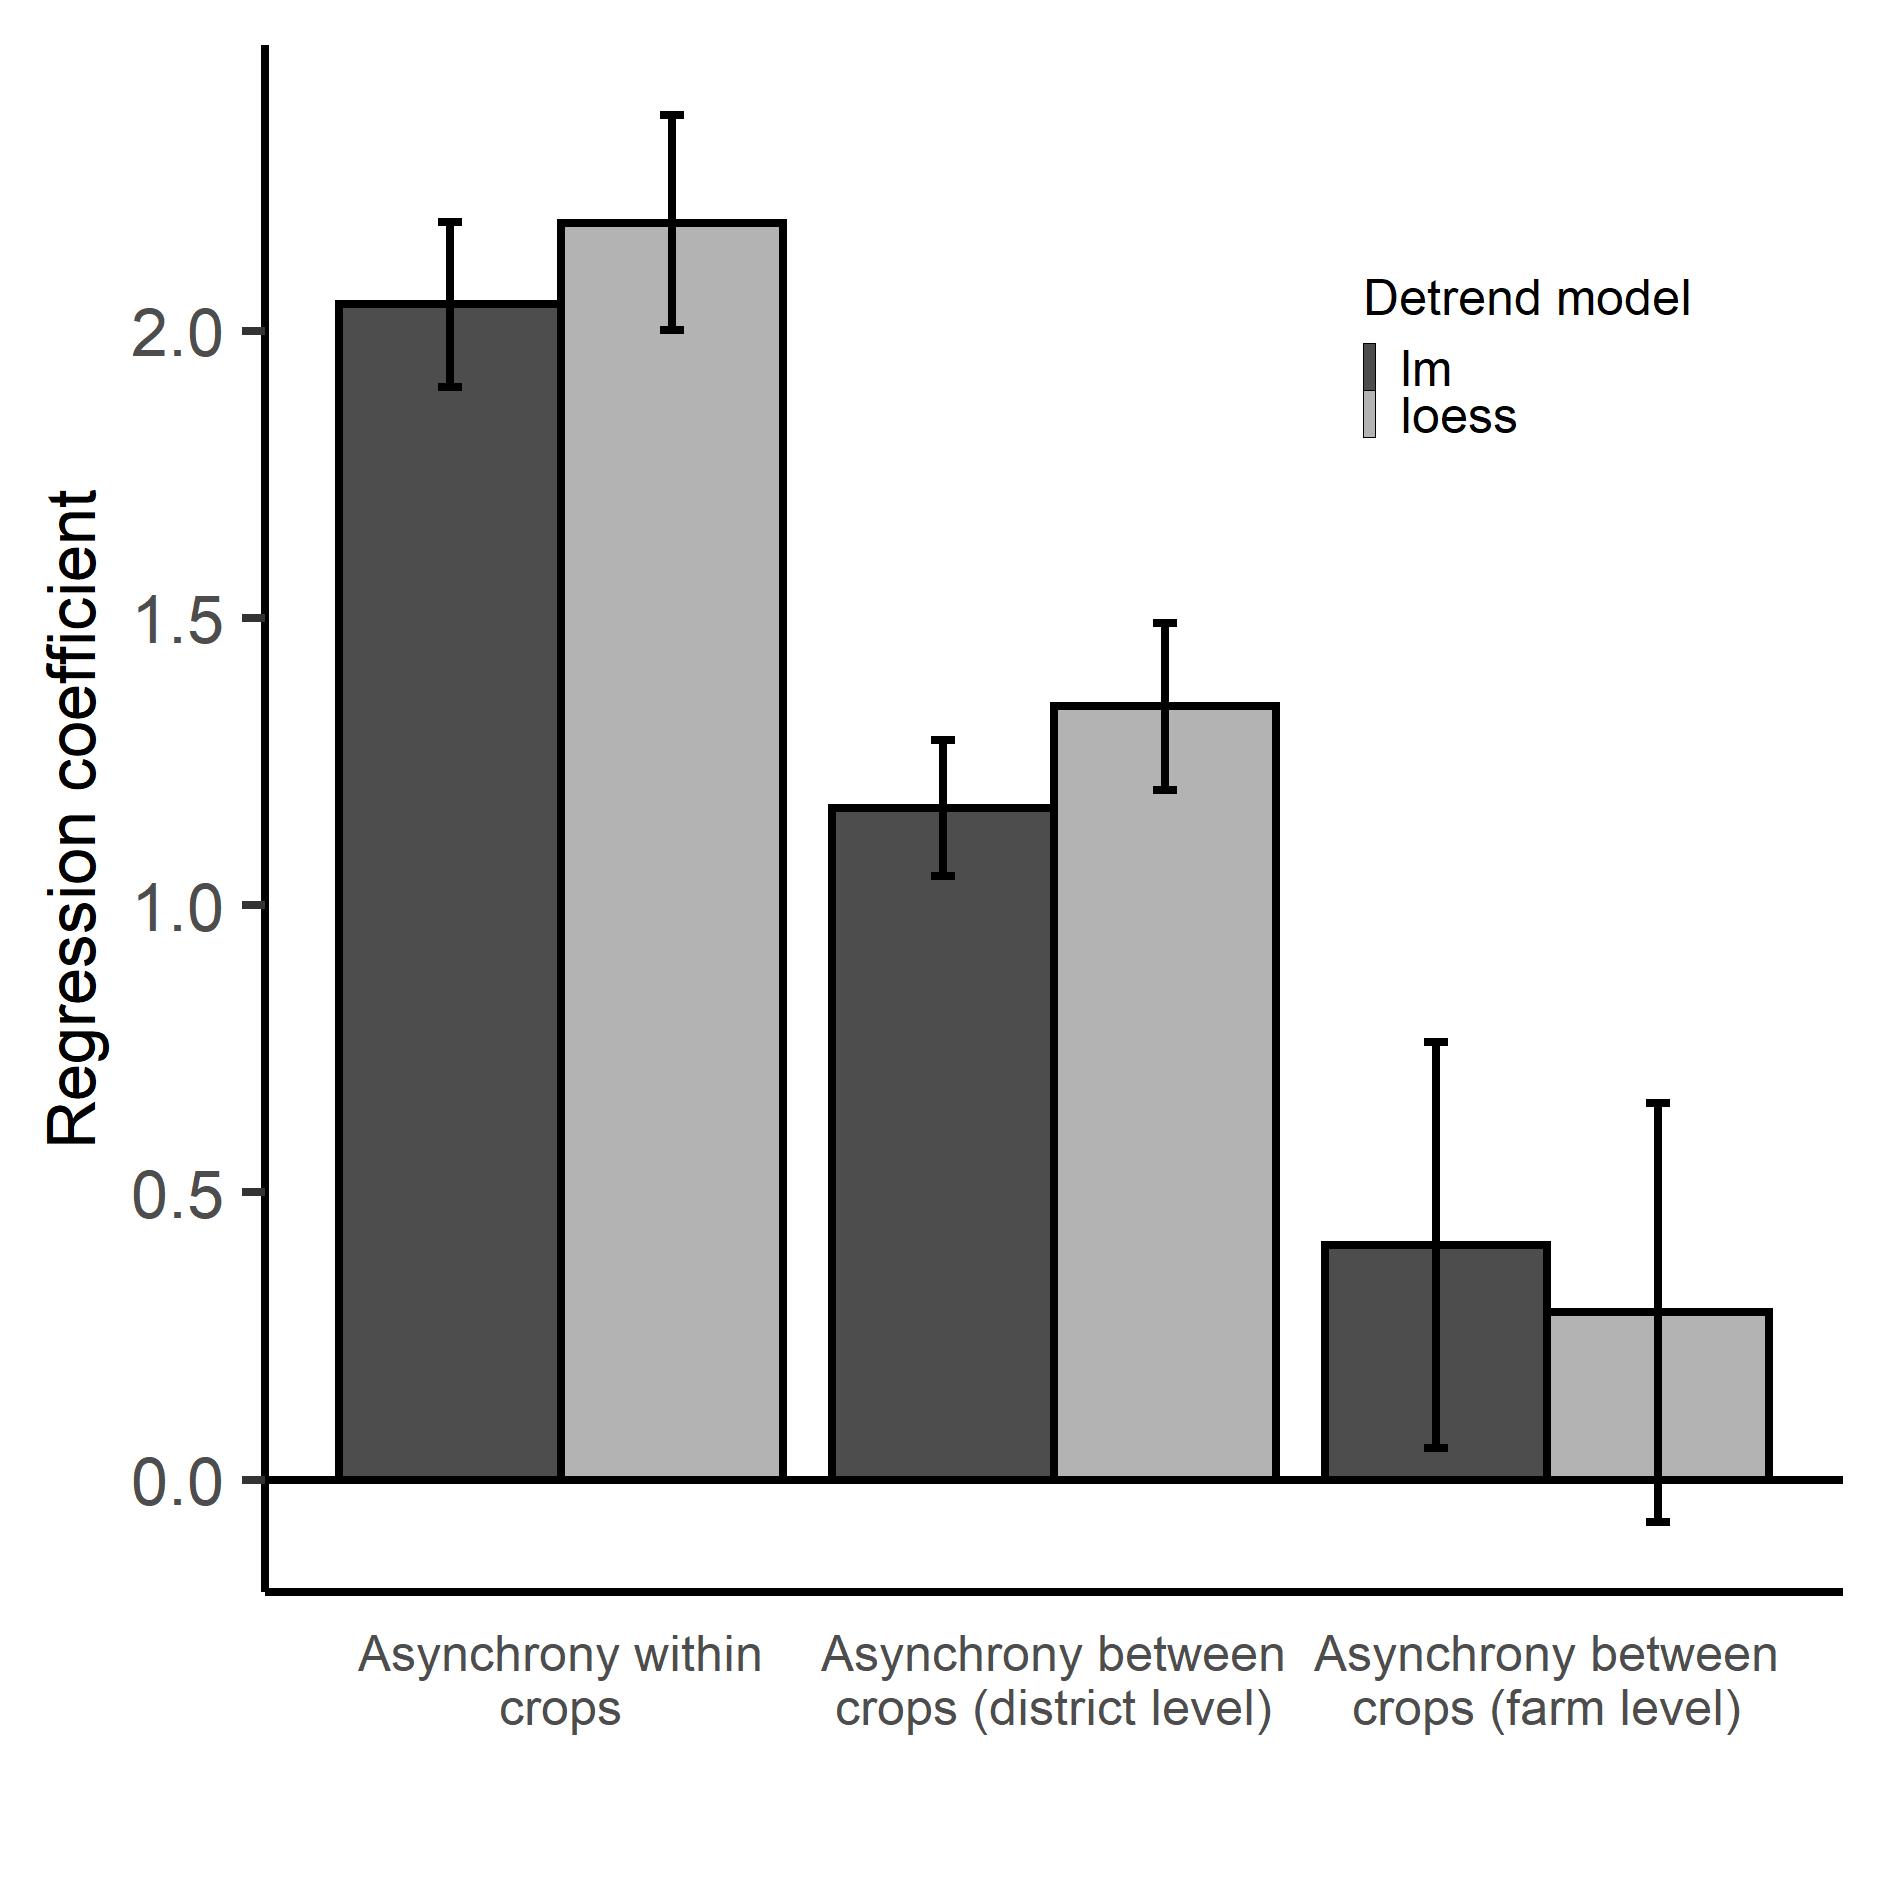 Regression coefficient
2.0
1.5
1.0
0.5
0.0
Detrend model
lm
loess
Asynchrony within
crops
Asynchrony between
crops (district level)
Asynchrony between
crops (farm level)